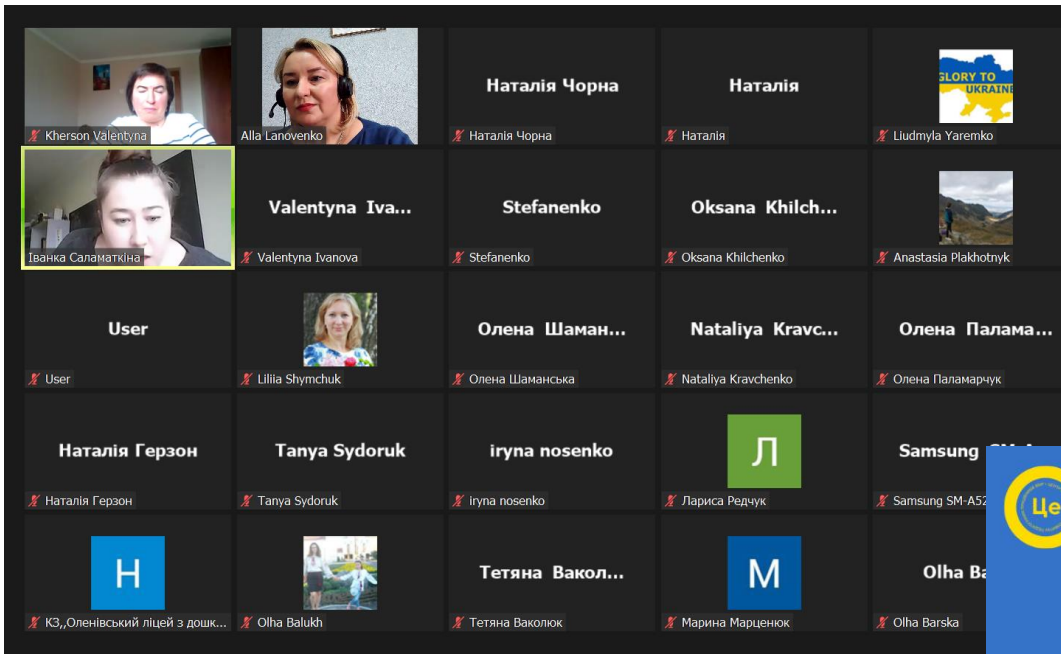 Kherson Valentyna
Alla Lanovenko
Наталія Чорна
Наталія Чорна
Наталія
Наталія
GLORY TO
UKRAINE
Liudmyla Yaremko
Іванка Саламаткіна
Valentyna Iva...
Valentyna Ivanova
Stefanenko
Stefanenko
Oksana Khilch...
Oksana Khilchenko
Anastasia Plakhotnyk
User
User
Liliia Shymchuk
Олена Шаман...
Олена Шаманська
Nataliya Kravc...
Nataliya Kravchenko
Олена Палама...
Олена Паламарчук
Наталія Герзон
Наталія Герзон
Tanya Sydoruk
Tanya Sydoruk
iryna nosenko
iryna nosenko
Л
Лариса Редчук
Samsung
Samsung SM-A52
Це
Н
КЗ,,Оленівський ліцей з дошк...
Olha Balukh
Тетяна Вакол...
Тетяна Ваколюк
М
Марина Марценюк
Olha Ba
Olha Barska